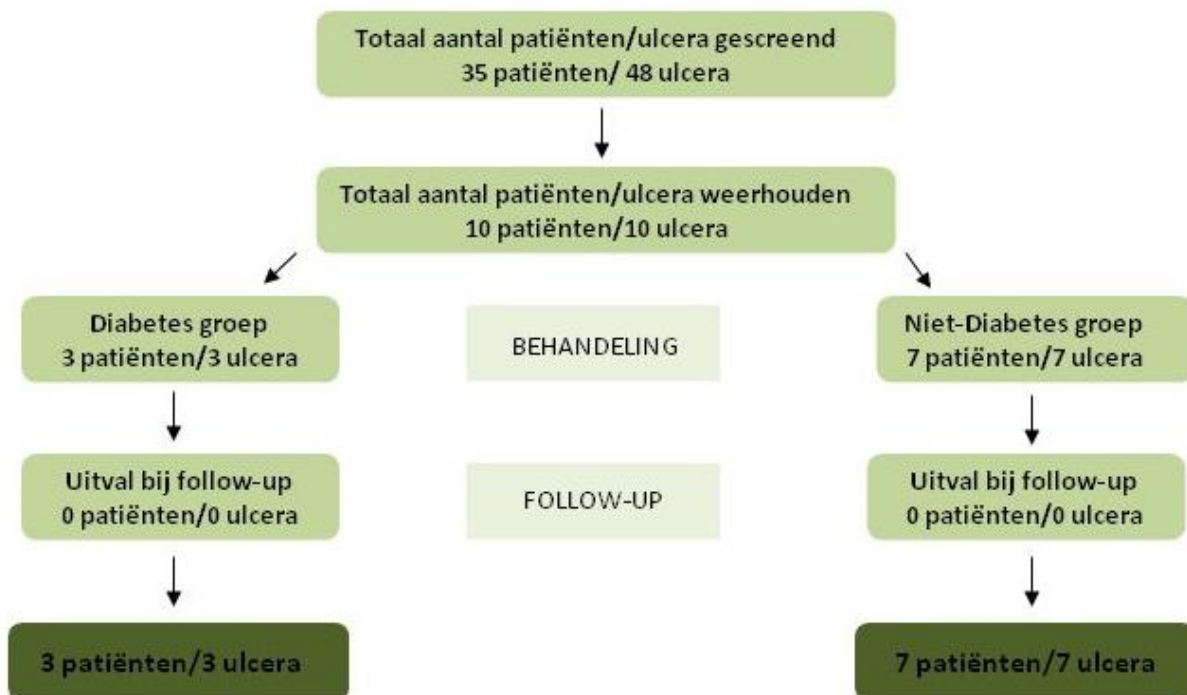 Totaal aantal patiënten/ulcera gescreend
35 patiënten/ 48 ulcera
Totaal aantal patiënten/ulcera weerhouden
10 patiënten/10 ulcera
Diabetes groep
3 patiënten/3 ulcera
BEHANDELING
Niet-Diabetes groep
7 patiënten/7 ulcera
Uitval bij follow-up
0 patiënten/0 ulcera
FOLLOW-UP
Uitval bij follow-up
0 patiënten/0 ulcera
3 patiënten/3 ulcera
7 patiënten/7 ulcera